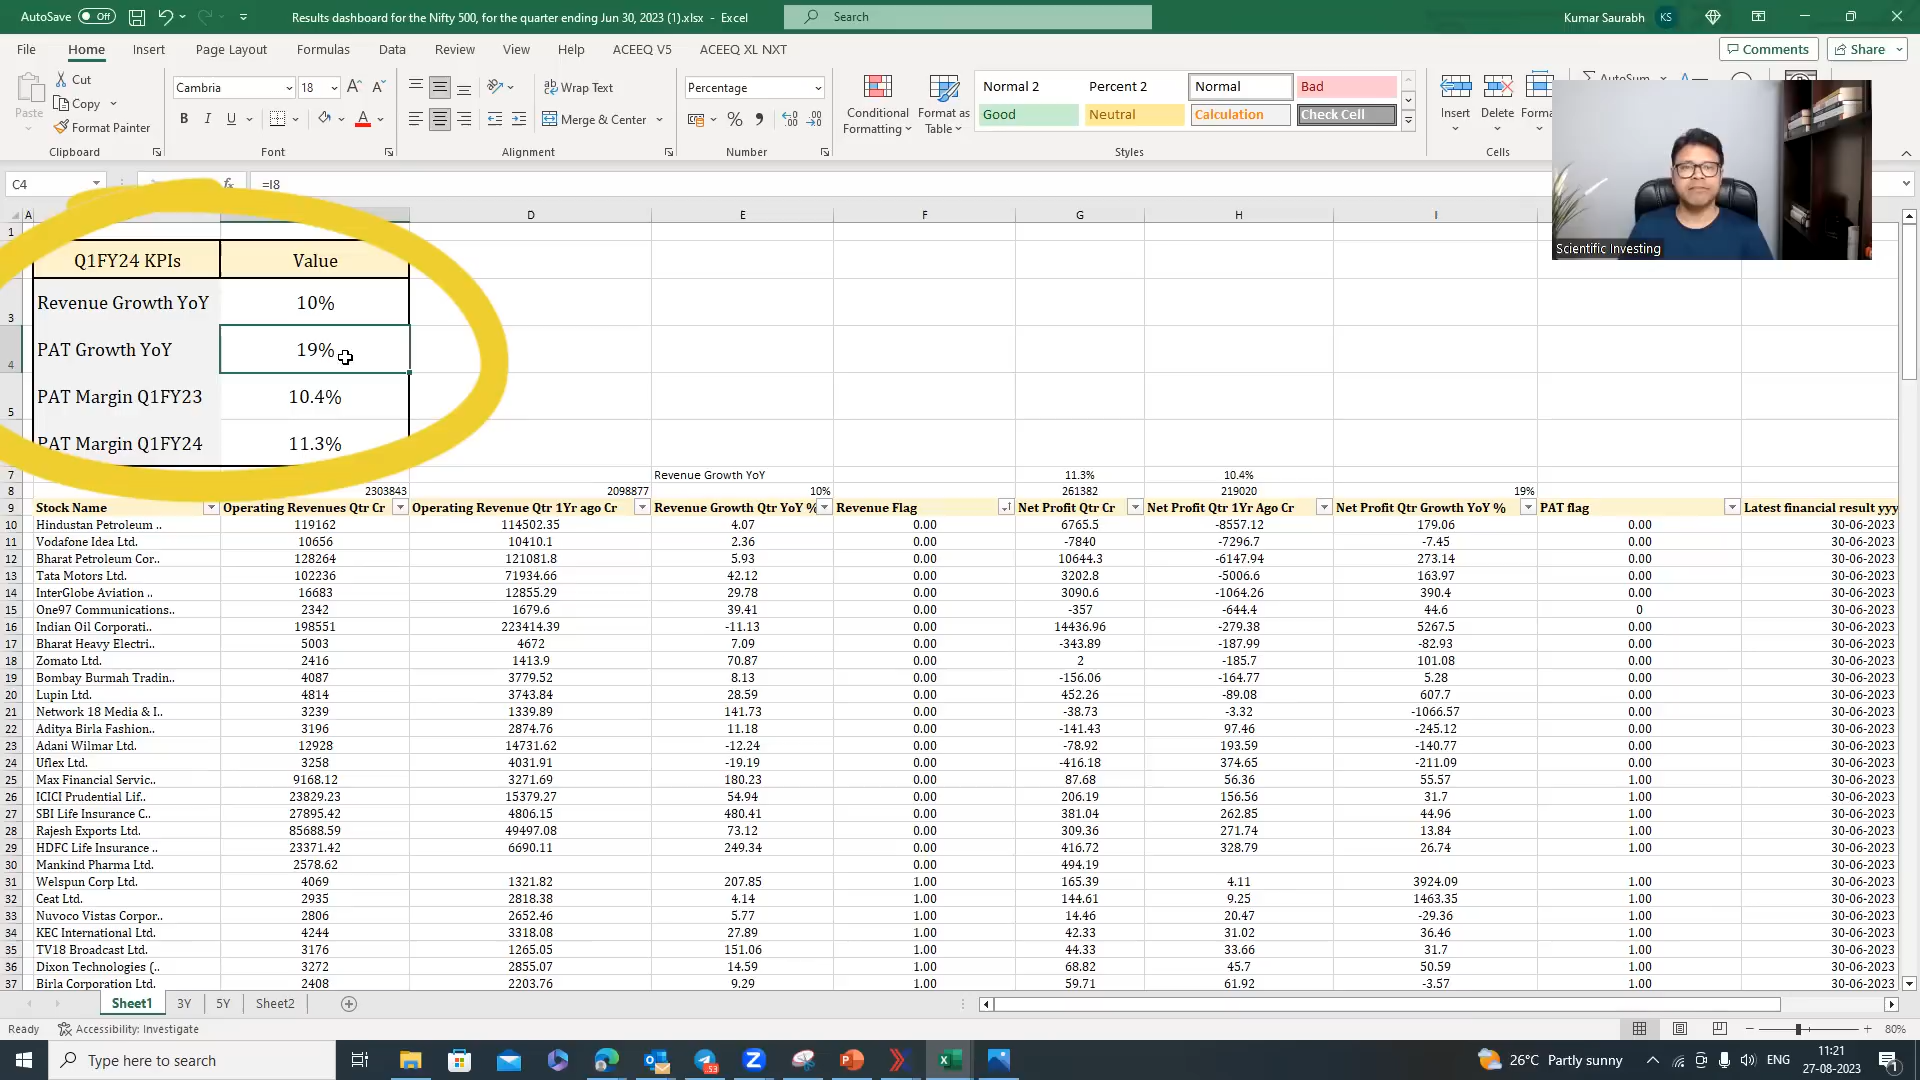 AutoSave Off
Results dashboard for the Nifty 500, for the quarter ending Jun 30, 2023 (1).xlsx - Excel
Search
Kumar Saurabh KS
File Home Insert Page Layout Formulas Data Review View Help ACEEQ V5 ACEEQ XL NXT
Comments Share
Paste Cut Copy Format Painter
Cambria 18
B I U
Wrap Text
Merge & Center
Percentage
Conditional Formatting
Format as Table
Normal 2 Percent 2 Normal Bad
Good Neutral Calculation Check Cell
Insert Delete Forma
AutoSum
Clipboard Font Alignment Number Styles Cells
Scientific Investing
C4 fx =I8
A D E F G H I
1
Q1FY24 KPIs Value
3 Revenue Growth YoY 10%
4 PAT Growth YoY 19%
5 PAT Margin Q1FY23 10.4%
PAT Margin Q1FY24 11.3%
7 Revenue Growth YoY 11.3% 10.4%
8 2303843 2098877 10% 261382 219020 19%
9 Stock Name Operating Revenues Qtr Cr Operating Revenue Qtr 1Yr ago Cr Revenue Growth Qtr YoY % Revenue Flag Net Profit Qtr Cr Net Profit Qtr 1Yr Ago Cr Net Profit Qtr Growth YoY % PAT flag Latest financial result yyy
10 Hindustan Petroleum .. 119162 114502.35 4.07 0.00 6765.5 -8557.12 179.06 0.00 30-06-2023
11 Vodafone Idea Ltd. 10656 10410.1 2.36 0.00 -7840 -7296.7 -7.45 0.00 30-06-2023
12 Bharat Petroleum Cor.. 128264 121081.8 5.93 0.00 10644.3 -6147.94 273.14 0.00 30-06-2023
13 Tata Motors Ltd. 102236 71934.66 42.12 0.00 3202.8 -5006.6 163.97 0.00 30-06-2023
14 InterGlobe Aviation .. 16683 12855.29 29.78 0.00 3090.6 -1064.26 390.4 0.00 30-06-2023
15 One97 Communications.. 2342 1679.6 39.41 0.00 -357 -644.4 44.6 0 30-06-2023
16 Indian Oil Corporati.. 198551 223414.39 -11.13 0.00 14436.96 -279.38 5267.5 0.00 30-06-2023
17 Bharat Heavy Electri.. 5003 4672 7.09 0.00 -343.89 -187.99 -82.93 0.00 30-06-2023
18 Zomato Ltd. 2416 1413.9 70.87 0.00 2 -185.7 101.08 0.00 30-06-2023
19 Bombay Burmah Tradin.. 4087 3779.52 8.13 0.00 -156.06 -164.77 5.28 0.00 30-06-2023
20 Lupin Ltd. 4814 3743.84 28.59 0.00 452.26 -89.08 607.7 0.00 30-06-2023
21 Network 18 Media & I.. 3239 1339.89 141.73 0.00 -38.73 -3.32 -1066.57 0.00 30-06-2023
22 Aditya Birla Fashion.. 3196 2874.76 11.18 0.00 -141.43 97.46 -245.12 0.00 30-06-2023
23 Adani Wilmar Ltd. 12928 14731.62 -12.24 0.00 -78.92 193.59 -140.77 0.00 30-06-2023
24 Uflex Ltd. 3258 4031.91 -19.19 0.00 -416.18 374.65 -211.09 0.00 30-06-2023
25 Max Financial Servic.. 9168.12 3271.69 180.23 0.00 87.68 56.36 55.57 1.00 30-06-2023
26 ICICI Prudential Lif.. 23829.23 15379.27 54.94 0.00 206.19 156.56 31.7 1.00 30-06-2023
27 SBI Life Insurance C.. 27895.42 4806.15 480.41 0.00 381.04 262.85 44.96 1.00 30-06-2023
28 Rajesh Exports Ltd. 85688.59 49497.08 73.12 0.00 309.36 271.74 13.84 1.00 30-06-2023
29 HDFC Life Insurance .. 23371.42 6690.11 249.34 0.00 416.72 328.79 26.74 1.00 30-06-2023
30 Mankind Pharma Ltd. 2578.62 0.00 494.19 30-06-2023
31 Welspun Corp Ltd. 4069 1321.82 207.85 1.00 165.39 4.11 3924.09 1.00 30-06-2023
32 Ceat Ltd. 2935 2818.38 4.14 1.00 144.61 9.25 1463.35 1.00 30-06-2023
33 Nuvoco Vistas Corpor.. 2806 2652.46 5.77 1.00 14.46 20.47 -29.36 1.00 30-06-2023
34 KEC International Ltd. 4244 3318.08 27.89 1.00 42.33 31.02 36.46 1.00 30-06-2023
35 TV18 Broadcast Ltd. 3176 1265.05 151.06 1.00 44.33 33.66 31.7 1.00 30-06-2023
36 Dixon Technologies (.. 3272 2855.07 14.59 1.00 68.82 45.7 50.59 1.00 30-06-2023
37 Birla Corporation Ltd. 2408 2203.76 9.29 1.00 59.71 61.92 -3.57 1.00 30-06-2023
Sheet1 3Y 5Y Sheet2
Ready Accessibility: Investigate 80%
Type here to search
26°C Partly sunny ENG 11:21
27-08-2023